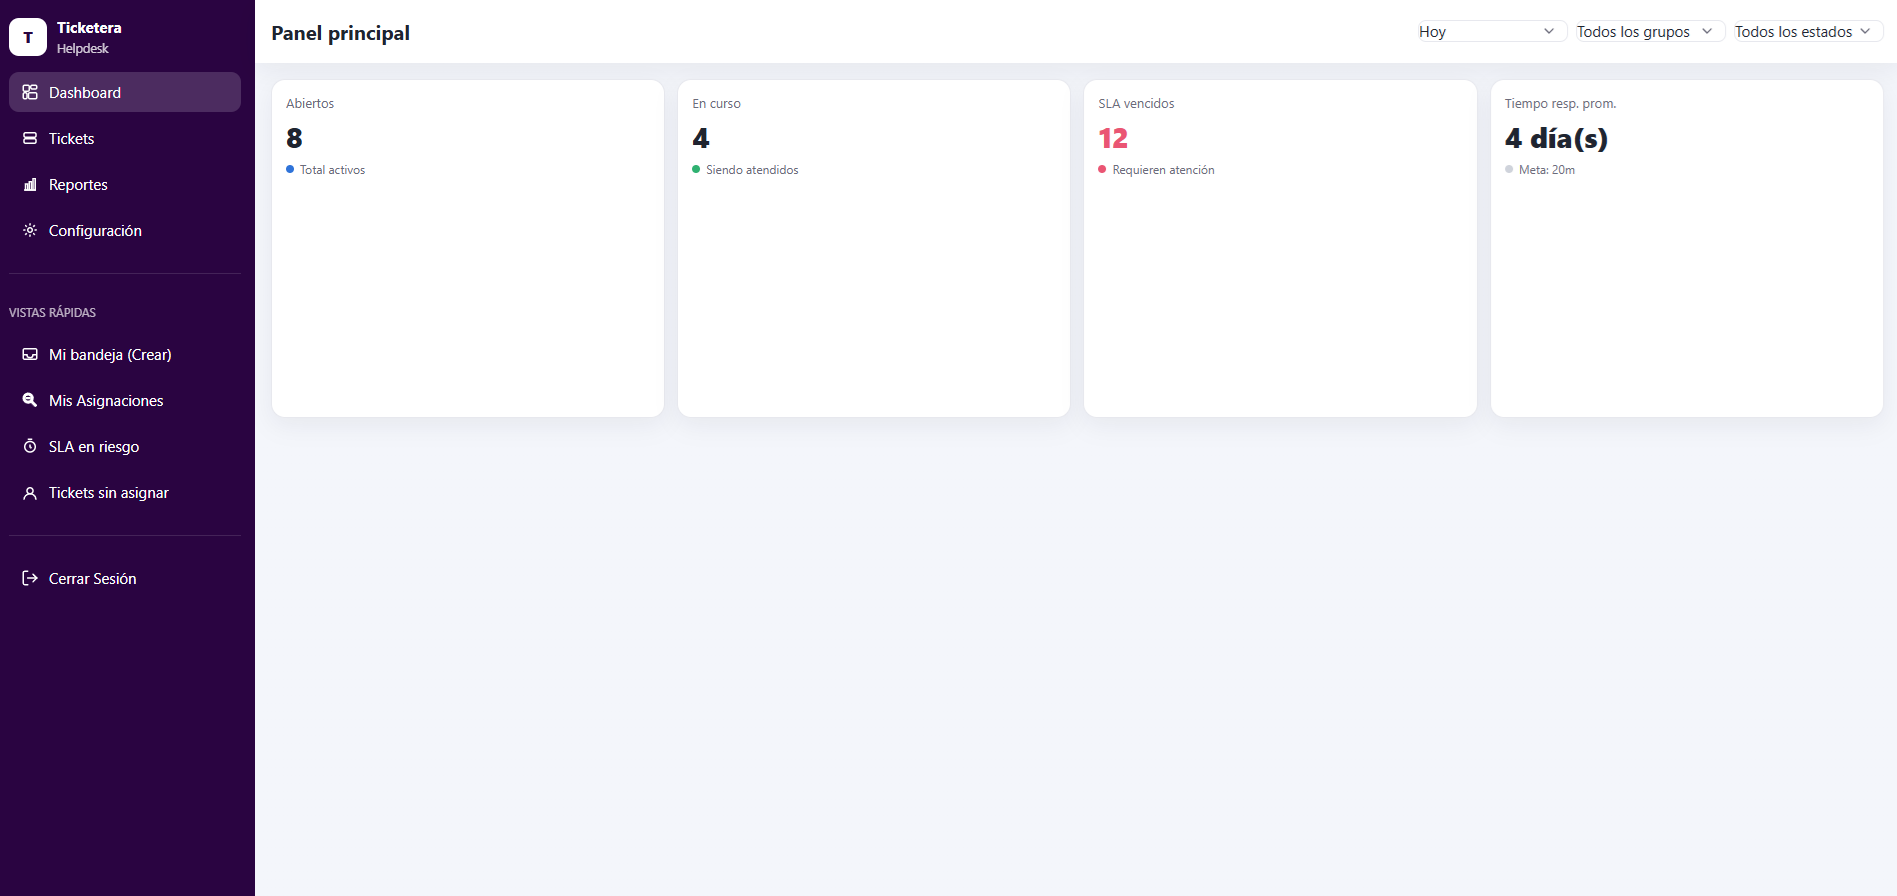 T
Ticketera
Helpdesk
Dashboard
Tickets
Reportes
Configuración
VISTAS RÁPIDAS
Mi bandeja (Crear)
Mis Asignaciones
SLA en riesgo
Tickets sin asignar
Cerrar Sesión
Panel principal
Hoy
Todos los grupos
Todos los estados
Abiertos
8
Total activos
En curso
4
Siendo atendidos
SLA vencidos
12
Requieren atención
Tiempo resp. prom.
4 día(s)
Meta: 20m